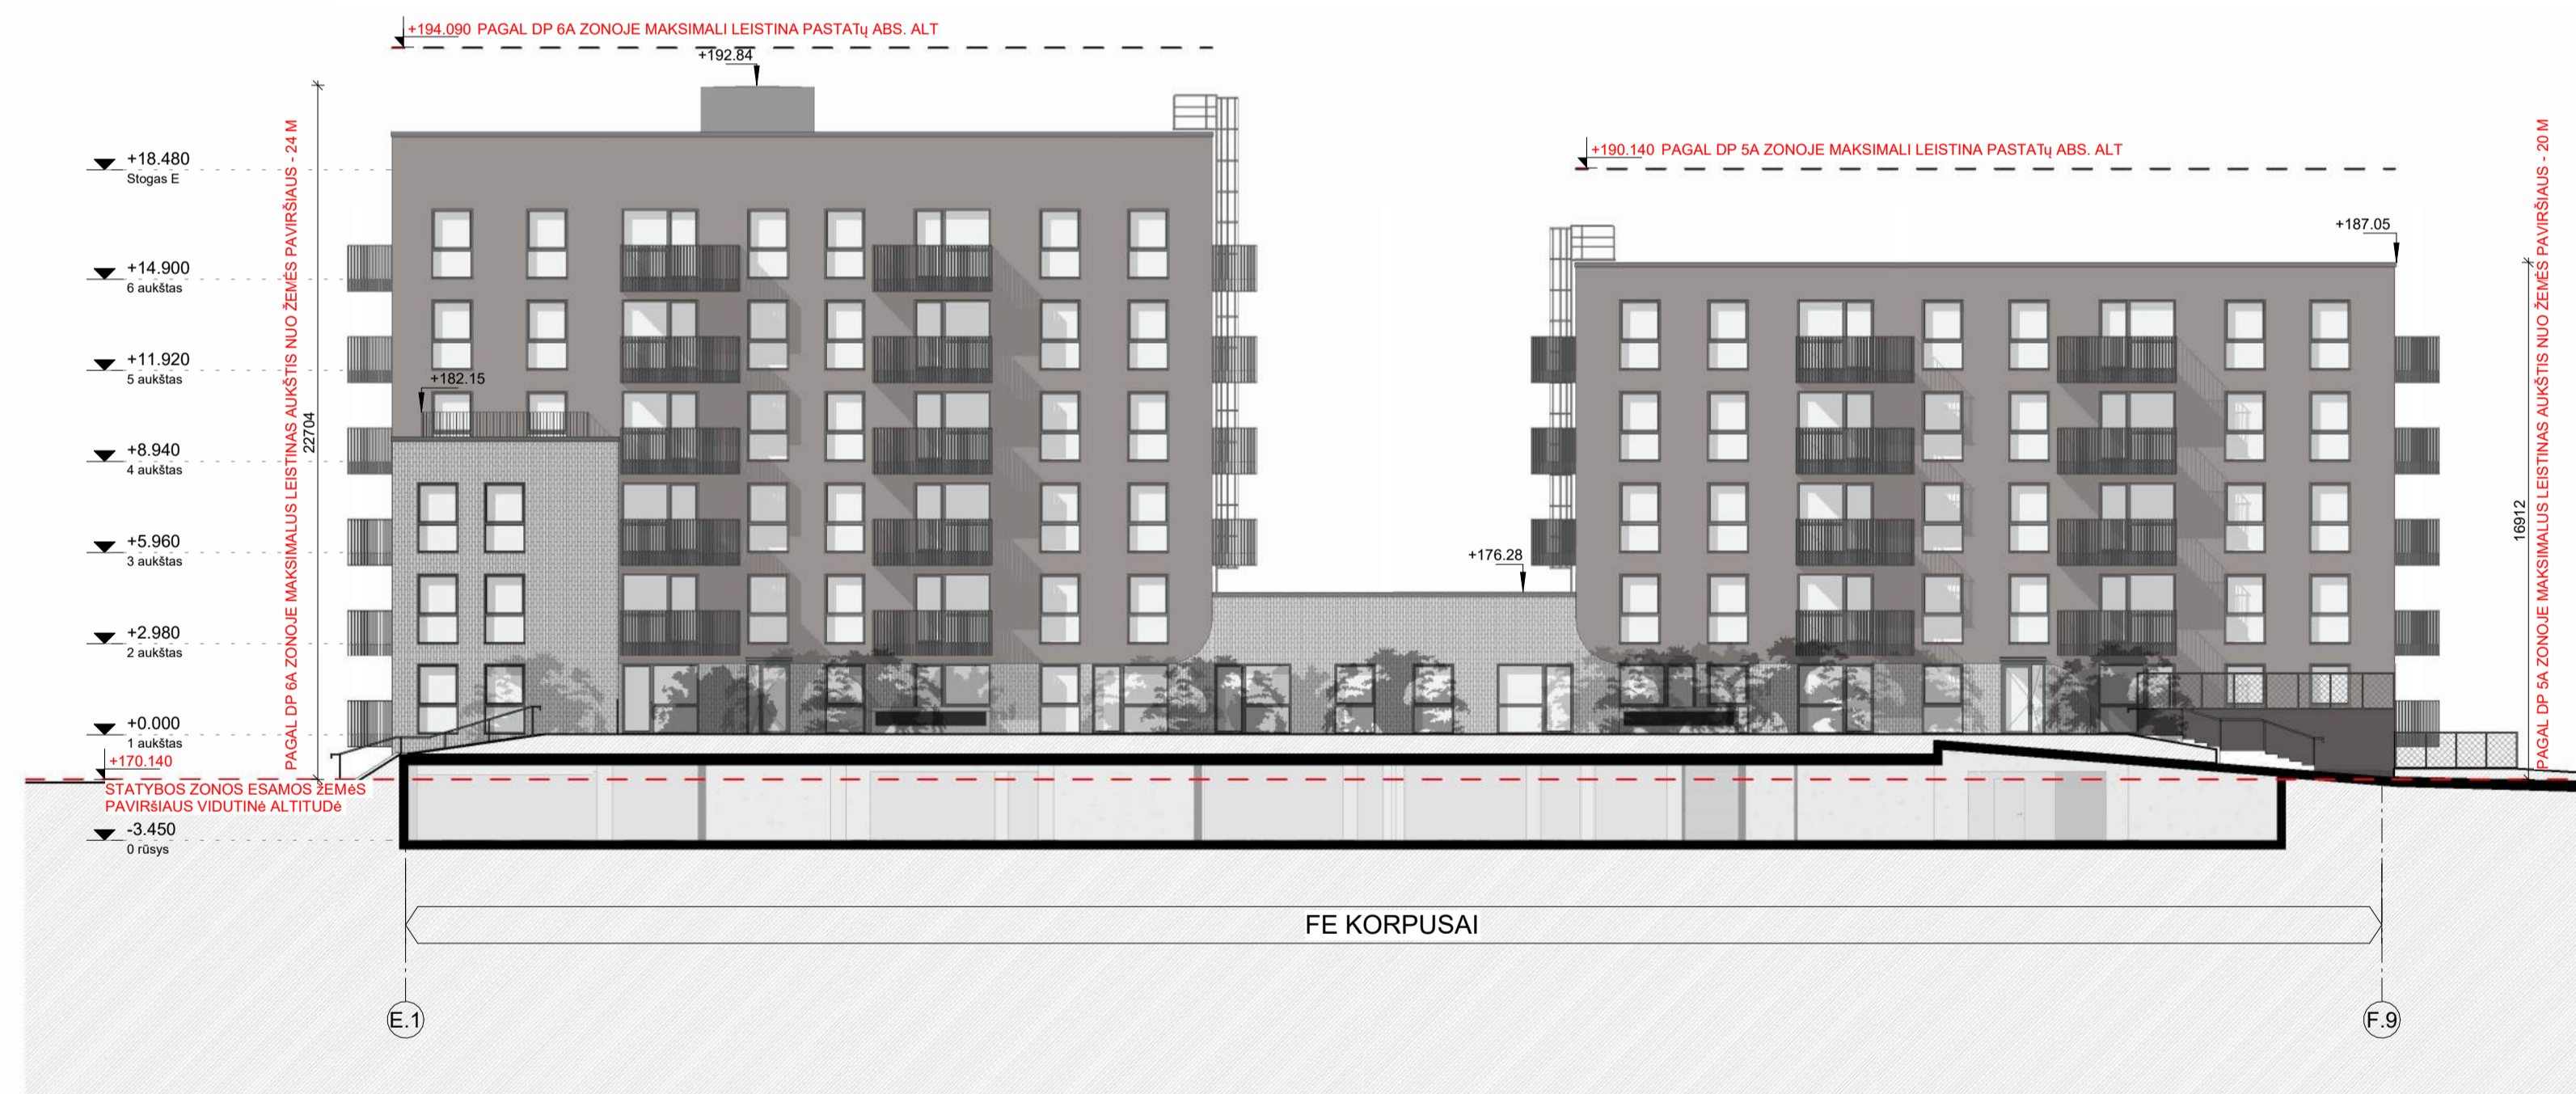 +194.090 PAGAL DP 6A ZONOJE MAKSIMALI LEISTINA PASTATų ABS. ALT
+192.84
+190.140 PAGAL DP 5A ZONOJE MAKSIMALI LEISTINA PASTATų ABS. ALT
+187.05
+18.480
Stogas E
+14.900
6 aukštas
+11.920
5 aukštas
+182.15
+8.940
4 aukštas
+5.960
3 aukštas
+176.28
+2.980
2 aukštas
+0.000
1 aukštas
+170.140
STATYBOS ZONOS ESAMOS ŽEMėS
PAVIRšIAUS VIDUTINė ALTITUDė
-3.450
0 rūsys
PAGAL DP 6A ZONOJE MAKSIMALUS LEISTINAS AUKŠTIS NUO ŽEMĖS PAVIRŠIAUS - 24 M
22704
16912
PAGAL DP 5A ZONOJE MAKSIMALUS LEISTINAS AUKŠTIS NUO ŽEMĖS PAVIRŠIAUS - 20 M
FE KORPUSAI
E.1
F.9